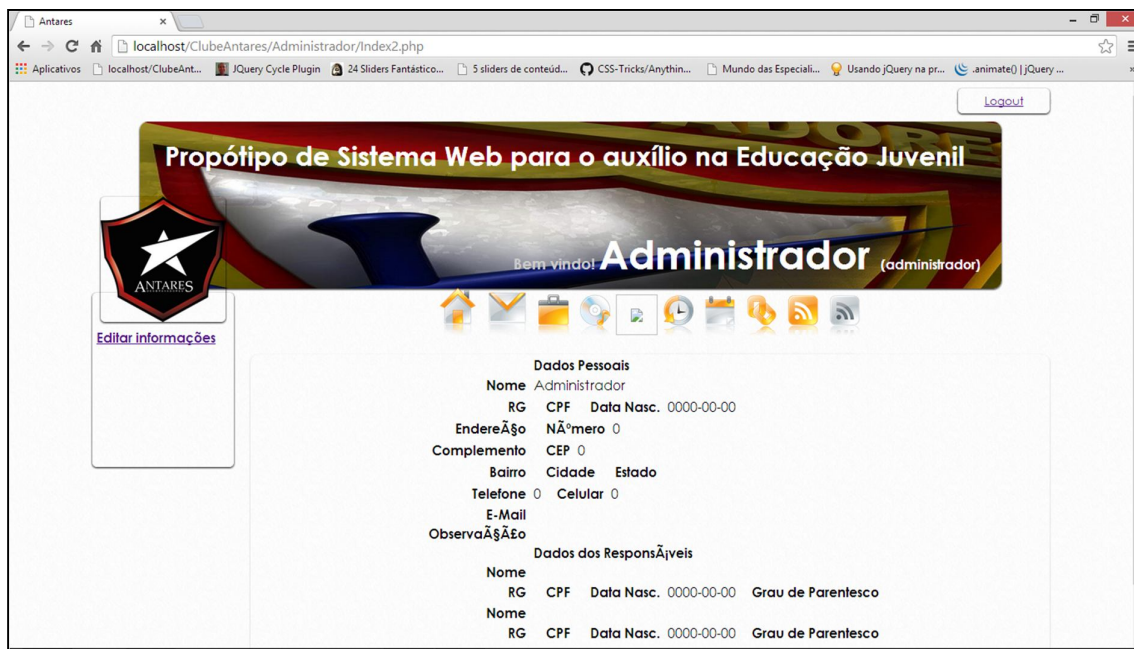 Antares
localhost/ClubeAntares/Administrador/Index2.php
Aplicativos localhost/ClubeAnt... JQuery Cycle Plugin 24 Sliders Fantástico... 5 sliders de conteúd... CSS-Tricks/Anythin... Mundo das Especiali... Usando jQuery na pr... .animate() | jQuery ...
Logout
ADORE
Propótipo de Sistema Web para o auxílio na Educação Juvenil
Bem vindo! Administrador (administrador)
ANTARES
Editar informações
Dados Pessoais
Nome Administrador
RG CPF Data Nasc. 0000-00-00
EndereÃ§o NÃºmero 0
Complemento CEP 0
Bairro Cidade Estado
Telefone 0 Celular 0
E-Mail
ObservaÃ§Ã£o
Dados dos ResponsÃ¡veis
Nome
RG CPF Data Nasc. 0000-00-00 Grau de Parentesco
Nome
RG CPF Data Nasc. 0000-00-00 Grau de Parentesco